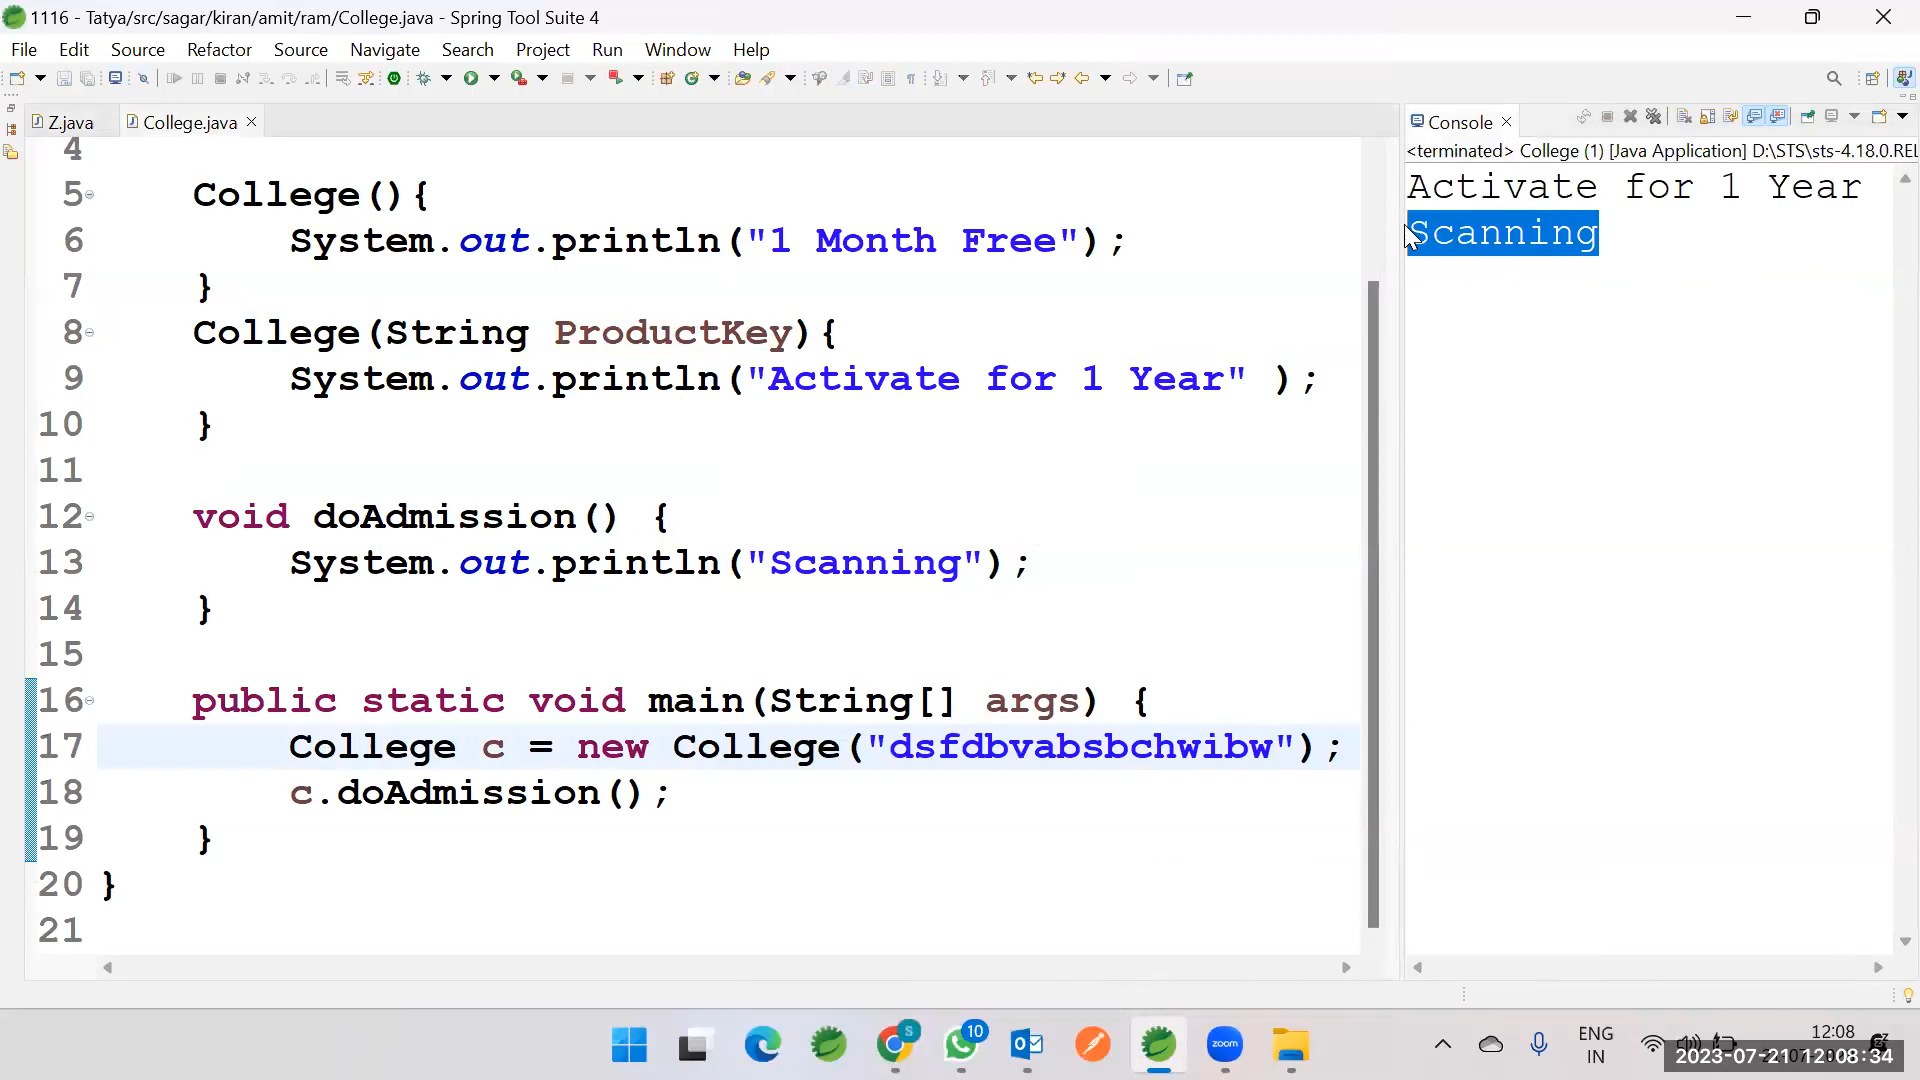 1116 - Tatya/src/sagar/kiran/amit/ram/College.java - Spring Tool Suite 4
File Edit Source Refactor Source Navigate Search Project Run Window Help
Z.java College.java
4
5 College(){
6 System.out.println("1 Month Free");
7 }
8 College(String ProductKey){
9 System.out.println("Activate for 1 Year" );
10 }
11
12 void doAdmission() {
13 System.out.println("Scanning");
14 }
15
16 public static void main(String[] args) {
17 College c = new College("dsfdbvabsbchwibw");
18 c.doAdmission();
19 }
20 }
21
Console
<terminated> College (1) [Java Application] D:\STS\sts-4.18.0.REL
Activate for 1 Year
Scanning
S
10
zoom
ENG
IN
12:08
2023-07-21 12:08:34